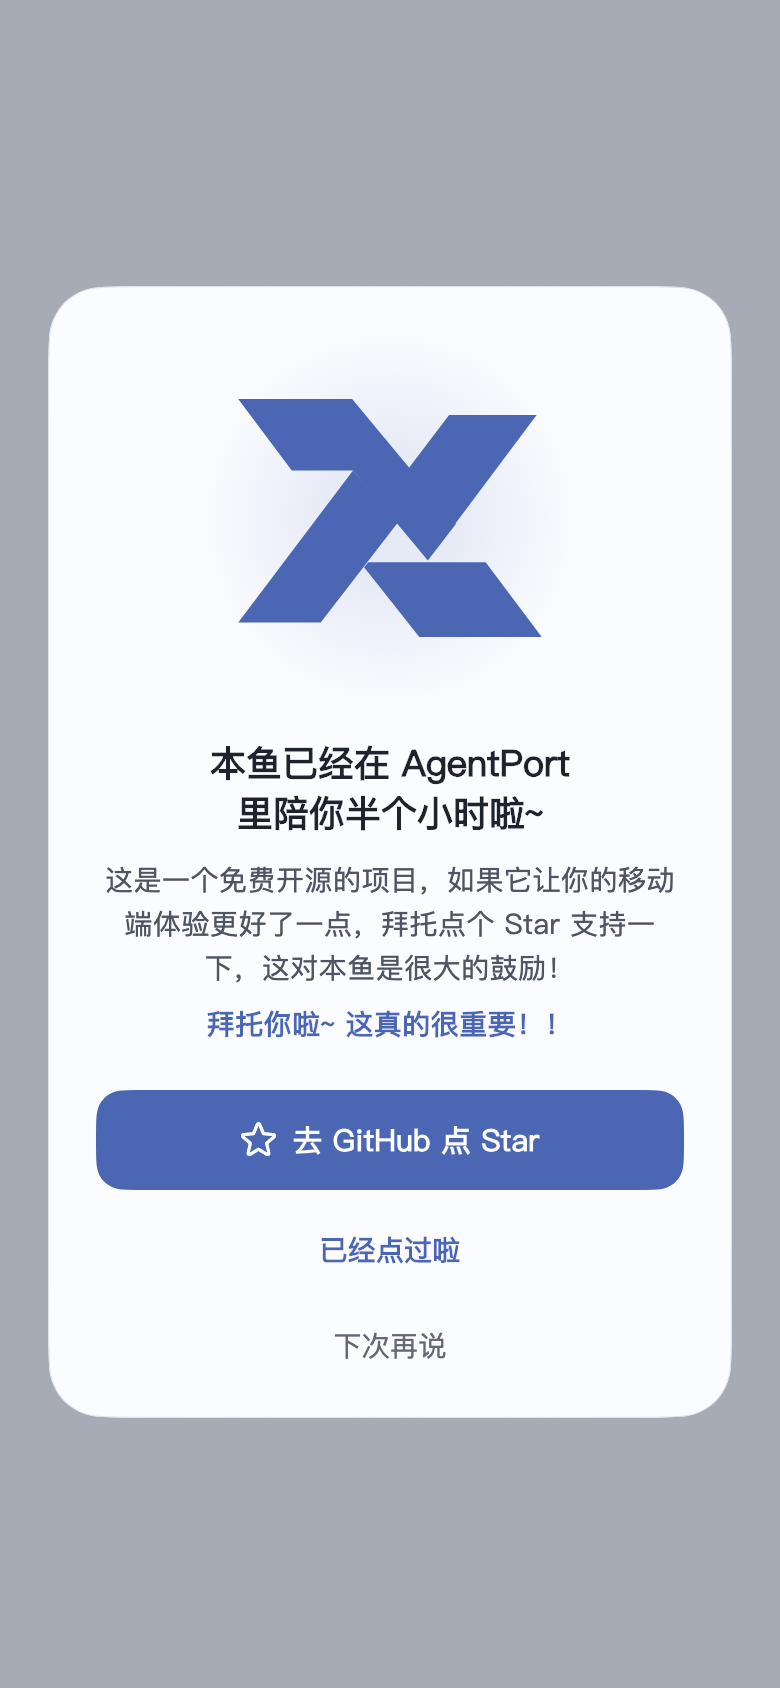 本鱼已经在 AgentPort
里陪你半个小时啦~
这是一个免费开源的项目，如果它让你的移动
端体验更好了一点，拜托点个 Star 支持一
下，这对本鱼是很大的鼓励！
拜托你啦~ 这真的很重要！！
去 GitHub 点 Star
已经点过啦
下次再说